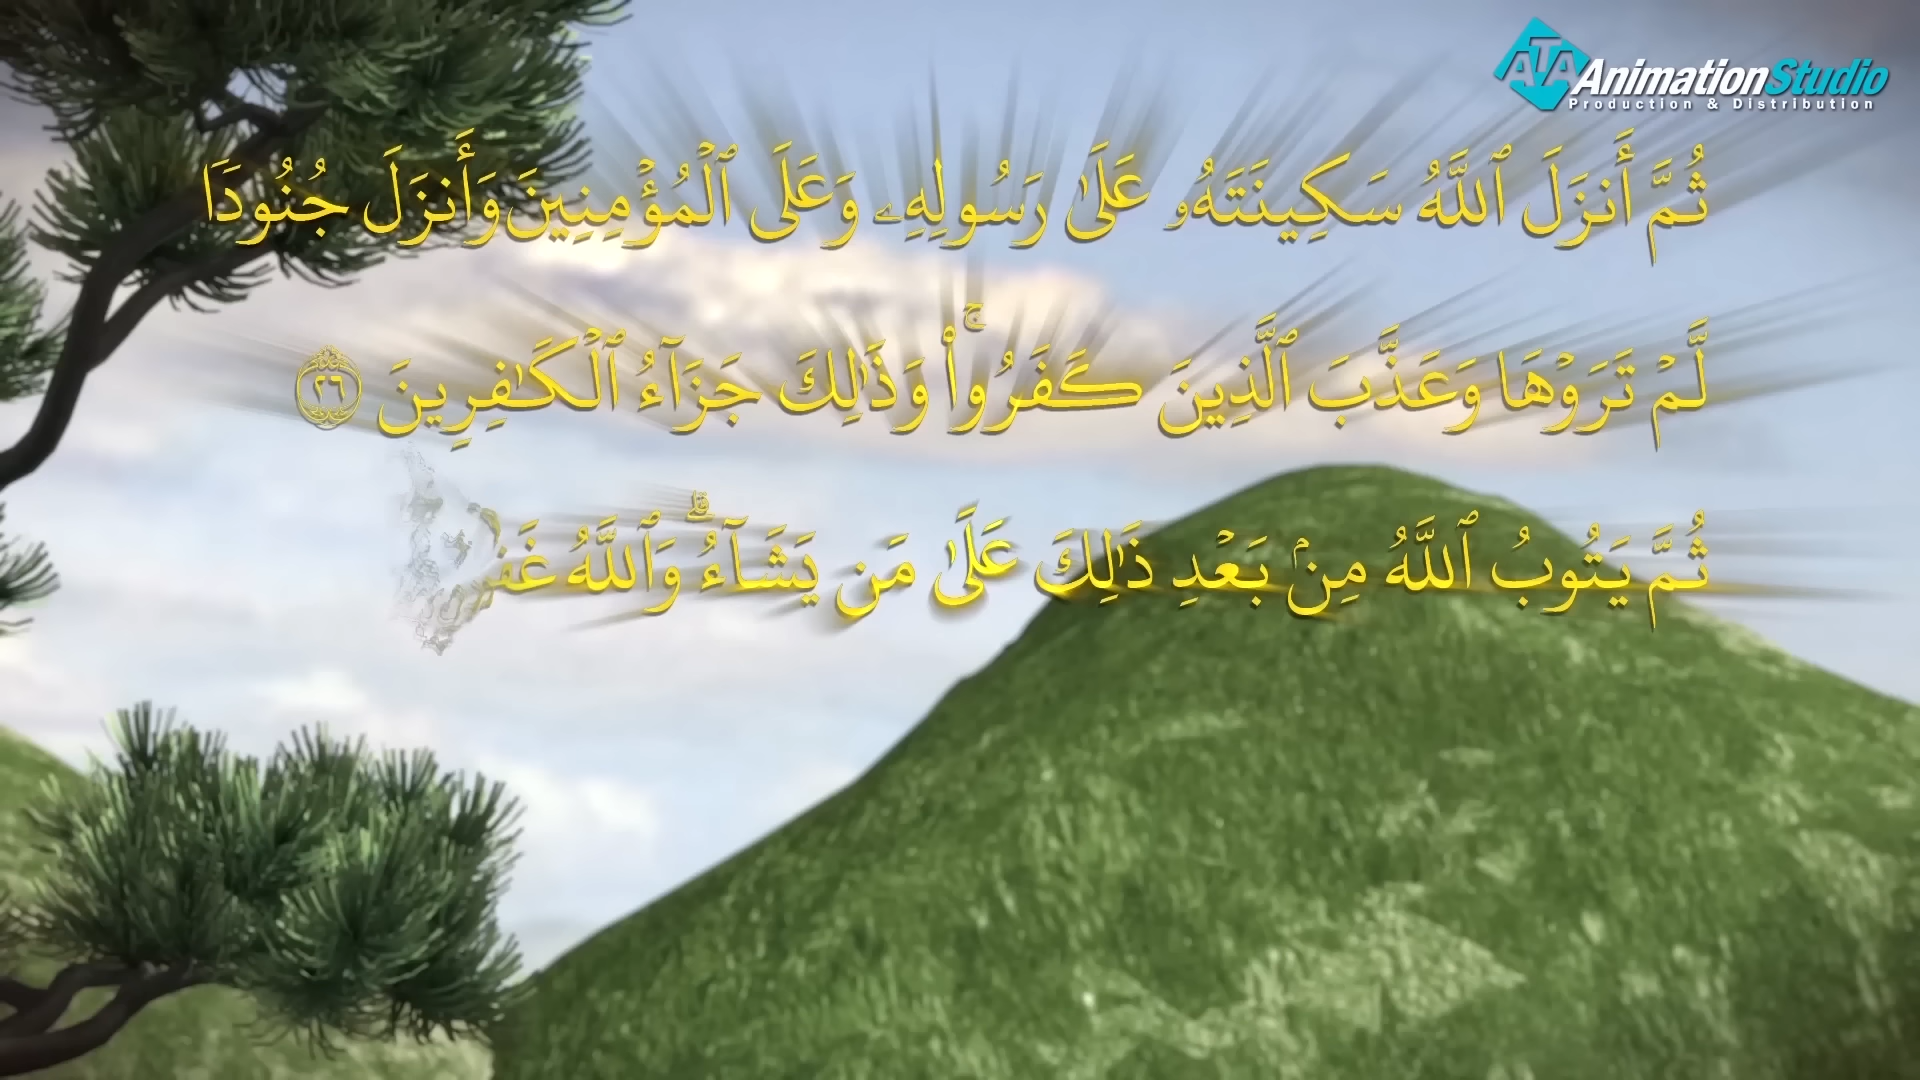 ATA AnimationStudio
Production & Distribution
ثُمَّ أَنزَلَ ٱللَّهُ سَكِينَتَهُۥ عَلَىٰ رَسُولِهِۦ وَعَلَى ٱلْمُؤْمِنِينَ وَأَنزَلَ جُنُودًا
لَّمْ تَرَوْهَا وَعَذَّبَ ٱلَّذِينَ كَفَرُوا۟ ۚ وَذَٰلِكَ جَزَآءُ ٱلْكَـٰفِرِينَ ٢٦
ثُمَّ يَتُوبُ ٱللَّهُ مِنۢ بَعْدِ ذَٰلِكَ عَلَىٰ مَن يَشَآءُ ۗ وَٱللَّهُ